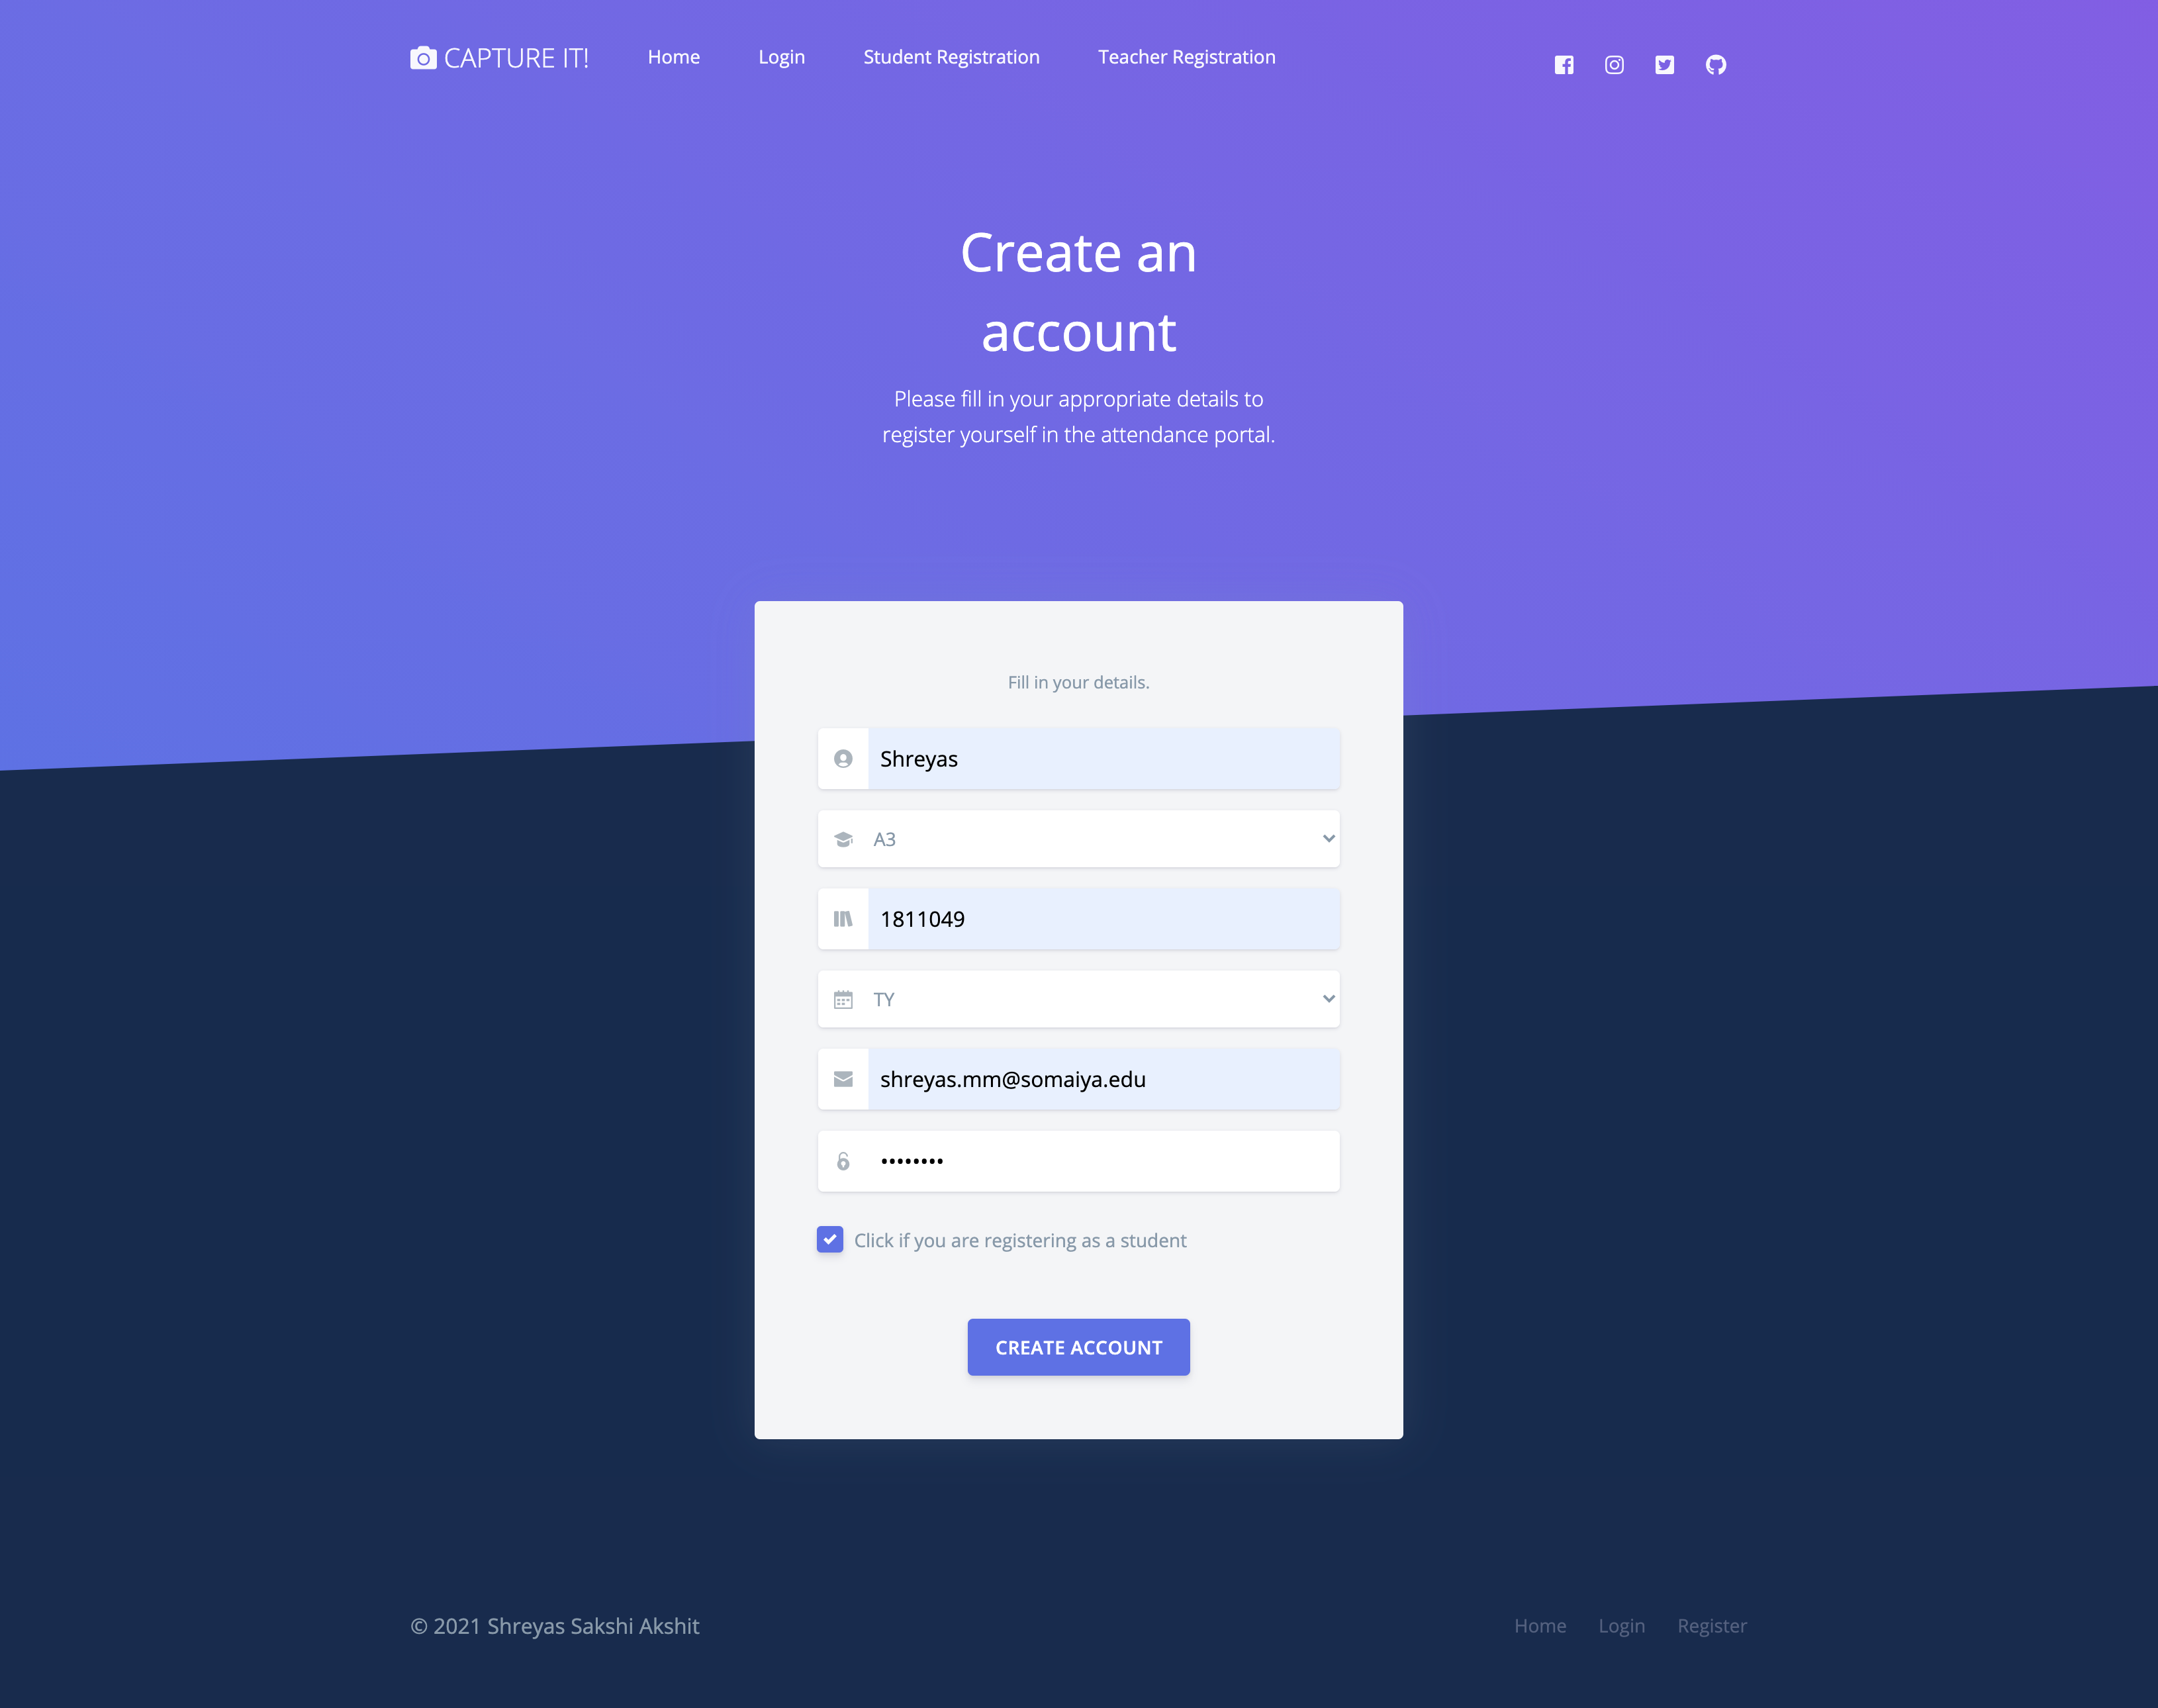 CAPTURE IT!
Home
Login
Student Registration
Teacher Registration
Create an
account
Please fill in your appropriate details to
register yourself in the attendance portal.
Fill in your details.
Shreyas
A3
1811049
TY
shreyas.mm@somaiya.edu
••••••••
Click if you are registering as a student
CREATE ACCOUNT
© 2021 Shreyas Sakshi Akshit
Home
Login
Register